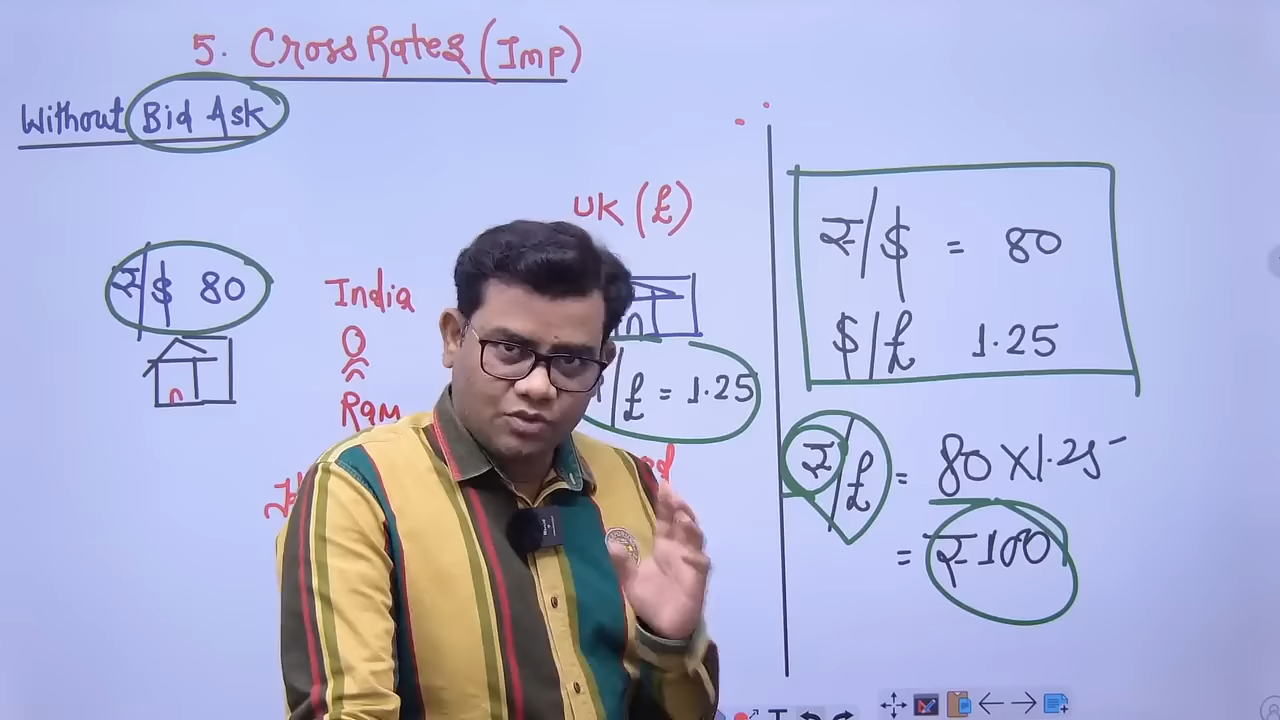 5. Cross Rates (Imp)
Without Bid Ask
UK (£)
₹/$ 80
India
Ram
/£ = 1.25
₹/$ = 80
$/£ 1.25
₹/£ = 80 X 1.25
= ₹100